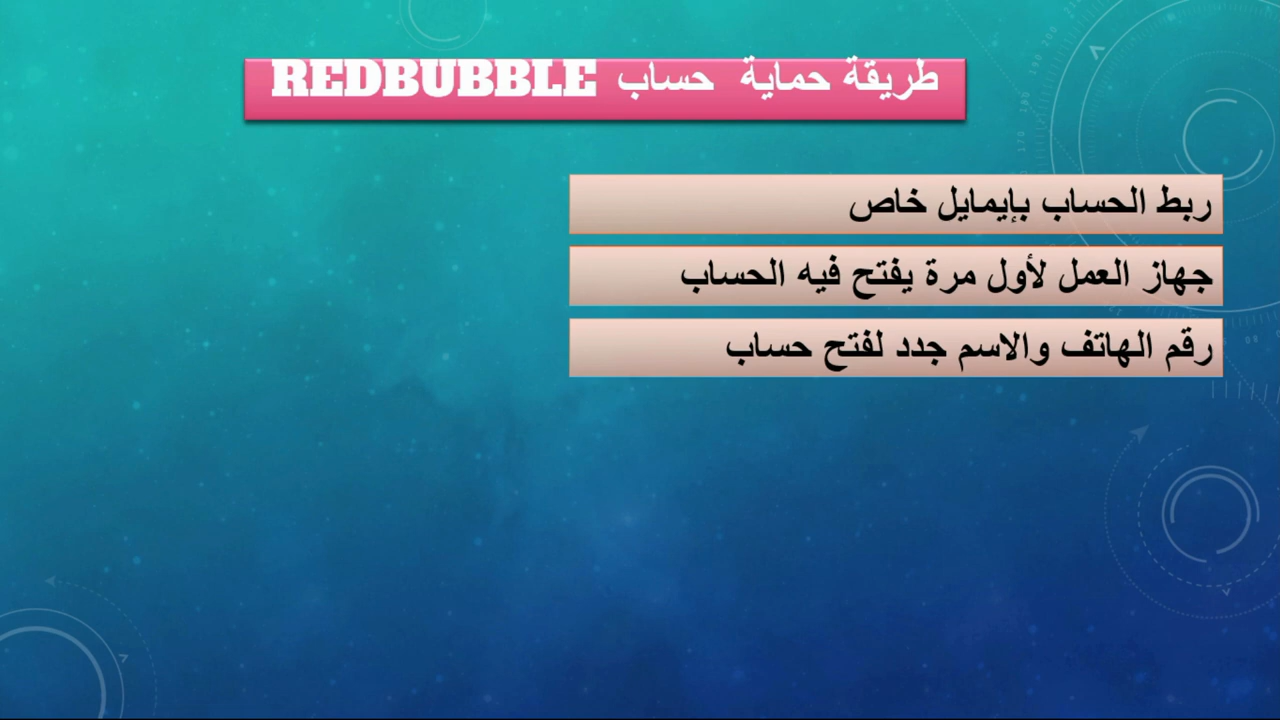 طريقة حماية حساب REDBUBBLE
ربط الحساب بإيمايل خاص
جهاز العمل لأول مرة يفتح فيه الحساب
رقم الهاتف والاسم جدد لفتح حساب